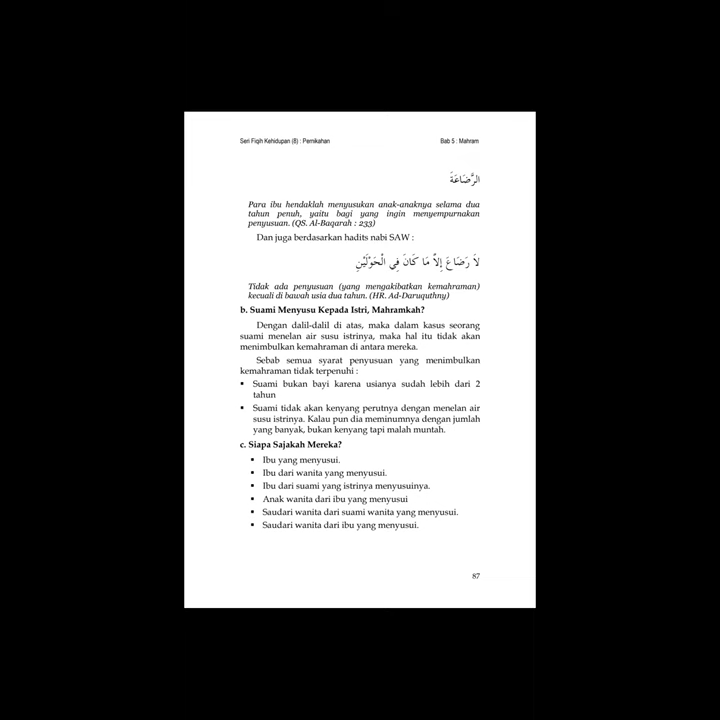 Seri Fiqih Kehidupan (8) : Pernikahan Bab 5 : Mahram
الرَّضَاعَةَ
Para ibu hendaklah menyusukan anak-anaknya selama dua
tahun penuh, yaitu bagi yang ingin menyempurnakan
penyusuan. (QS. Al-Baqarah : 233)
Dan juga berdasarkan hadits nabi SAW :
لاَ رَضَاعَ إِلاَّ مَا كَانَ فِي الْحَوْلَيْنِ
Tidak ada penyusuan (yang mengakibatkan kemahraman)
kecuali di bawah usia dua tahun. (HR. Ad-Daruquthny)
b. Suami Menyusu Kepada Istri, Mahramkah?
Dengan dalil-dalil di atas, maka dalam kasus seorang
suami menelan air susu istrinya, maka hal itu tidak akan
menimbulkan kemahraman di antara mereka.
Sebab semua syarat penyusuan yang menimbulkan
kemahraman tidak terpenuhi :
▪ Suami bukan bayi karena usianya sudah lebih dari 2
tahun
▪ Suami tidak akan kenyang perutnya dengan menelan air
susu istrinya. Kalau pun dia meminumnya dengan jumlah
yang banyak, bukan kenyang tapi malah muntah.
c. Siapa Sajakah Mereka?
▪ Ibu yang menyusui.
▪ Ibu dari wanita yang menyusui.
▪ Ibu dari suami yang istrinya menyusuinya.
▪ Anak wanita dari ibu yang menyusui
▪ Saudari wanita dari suami wanita yang menyusui.
▪ Saudari wanita dari ibu yang menyusui.
87